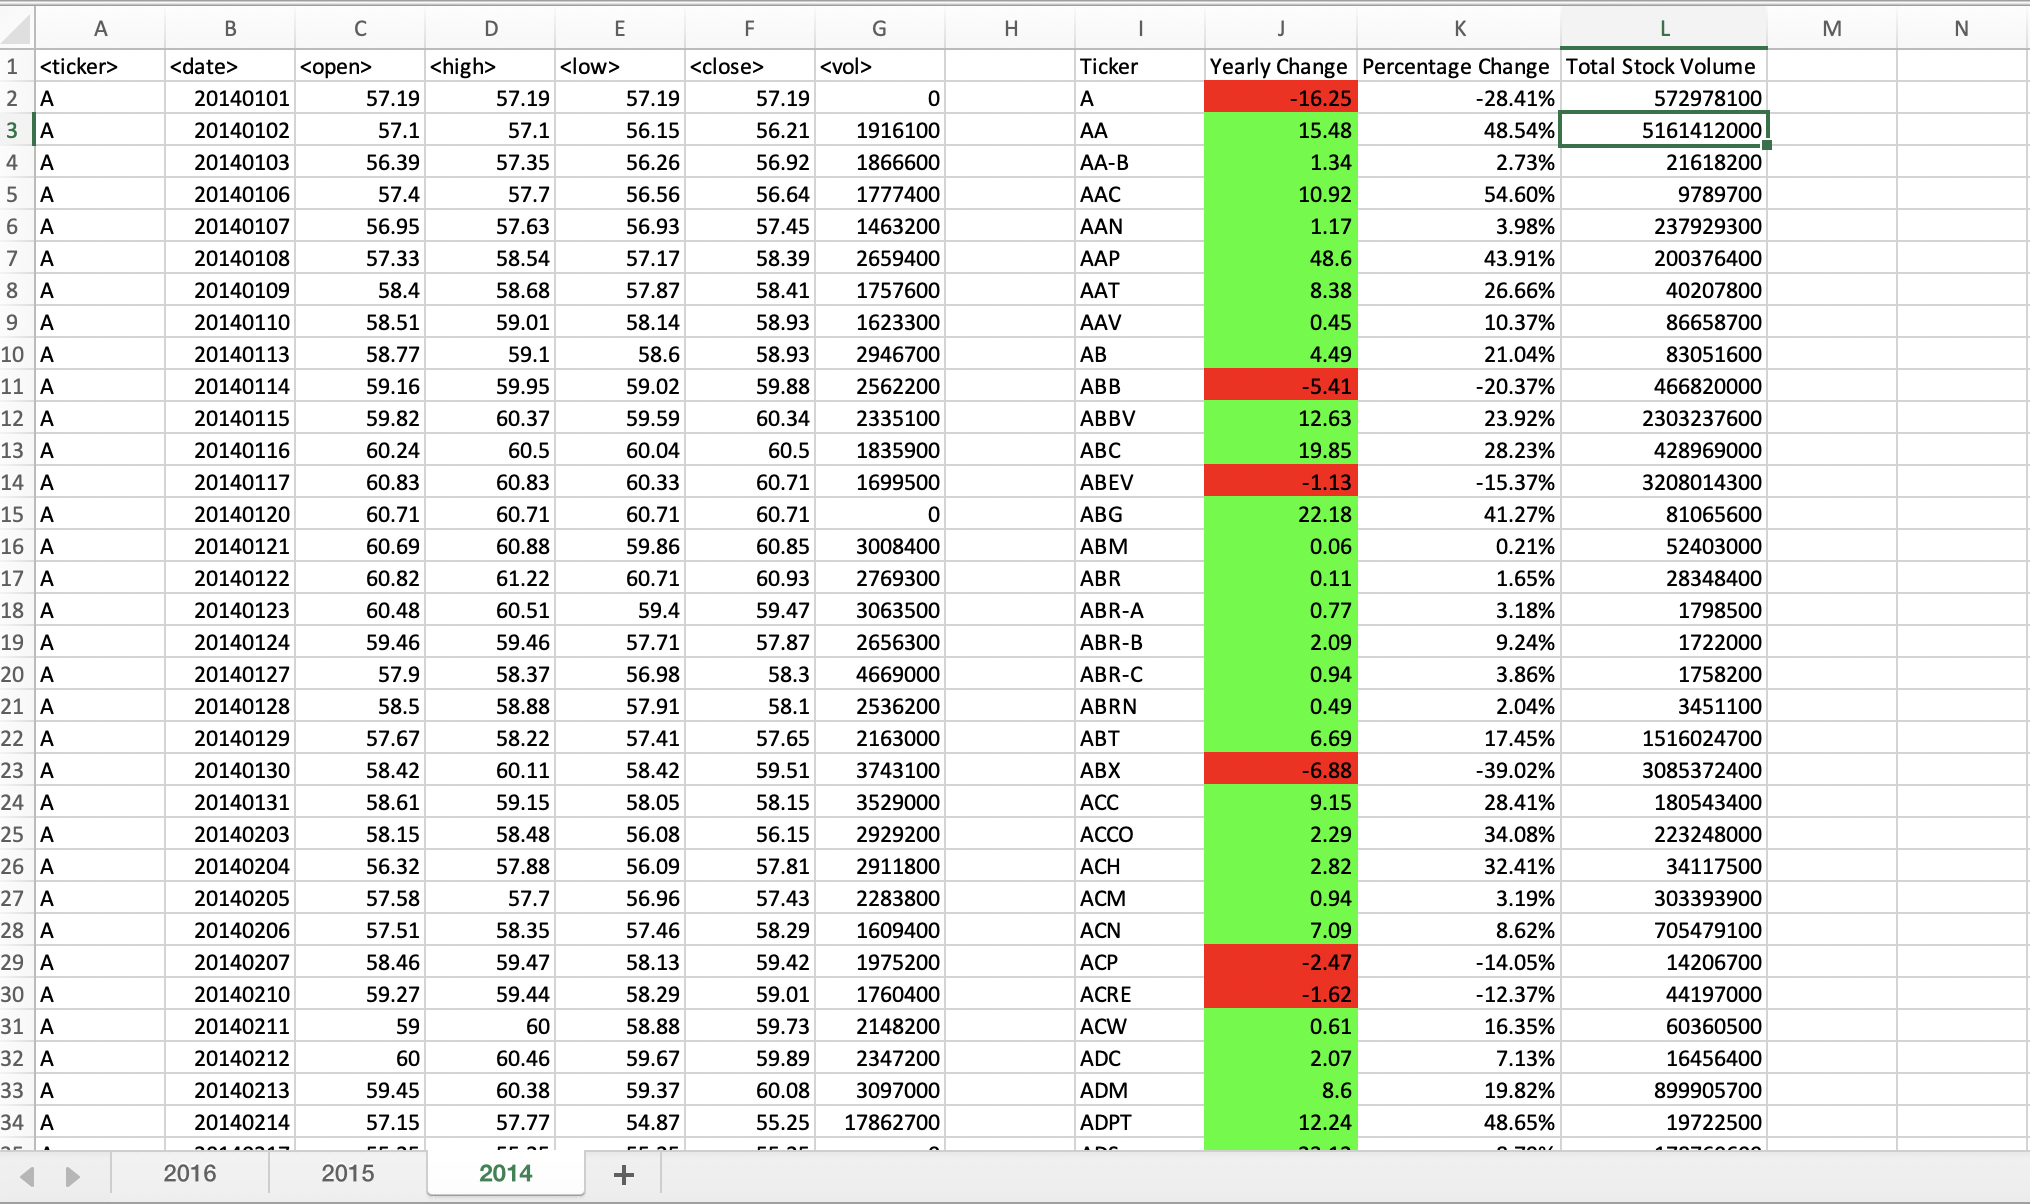 A B C D E F G H I J K L M N
1 <ticker> <date> <open> <high> <low> <close> <vol> Ticker Yearly Change Percentage Change Total Stock Volume
2 A 20140101 57.19 57.19 57.19 57.19 0 A -16.25 -28.41% 572978100
3 A 20140102 57.1 57.1 56.15 56.21 1916100 AA 15.48 48.54% 5161412000
4 A 20140103 56.39 57.35 56.26 56.92 1866600 AA-B 1.34 2.73% 21618200
5 A 20140106 57.4 57.7 56.56 56.64 1777400 AAC 10.92 54.60% 9789700
6 A 20140107 56.95 57.63 56.93 57.45 1463200 AAN 1.17 3.98% 237929300
7 A 20140108 57.33 58.54 57.17 58.39 2659400 AAP 48.6 43.91% 200376400
8 A 20140109 58.4 58.68 57.87 58.41 1757600 AAT 8.38 26.66% 40207800
9 A 20140110 58.51 59.01 58.14 58.93 1623300 AAV 0.45 10.37% 86658700
10 A 20140113 58.77 59.1 58.6 58.93 2946700 AB 4.49 21.04% 83051600
11 A 20140114 59.16 59.95 59.02 59.88 2562200 ABB -5.41 -20.37% 466820000
12 A 20140115 59.82 60.37 59.59 60.34 2335100 ABBV 12.63 23.92% 2303237600
13 A 20140116 60.24 60.5 60.04 60.5 1835900 ABC 19.85 28.23% 428969000
14 A 20140117 60.83 60.83 60.33 60.71 1699500 ABEV -1.13 -15.37% 3208014300
15 A 20140120 60.71 60.71 60.71 60.71 0 ABG 22.18 41.27% 81065600
16 A 20140121 60.69 60.88 59.86 60.85 3008400 ABM 0.06 0.21% 52403000
17 A 20140122 60.82 61.22 60.71 60.93 2769300 ABR 0.11 1.65% 28348400
18 A 20140123 60.48 60.51 59.4 59.47 3063500 ABR-A 0.77 3.18% 1798500
19 A 20140124 59.46 59.46 57.71 57.87 2656300 ABR-B 2.09 9.24% 1722000
20 A 20140127 57.9 58.37 56.98 58.3 4669000 ABR-C 0.94 3.86% 1758200
21 A 20140128 58.5 58.88 57.91 58.1 2536200 ABRN 0.49 2.04% 3451100
22 A 20140129 57.67 58.22 57.41 57.65 2163000 ABT 6.69 17.45% 1516024700
23 A 20140130 58.42 60.11 58.42 59.51 3743100 ABX -6.88 -39.02% 3085372400
24 A 20140131 58.61 59.15 58.05 58.15 3529000 ACC 9.15 28.41% 180543400
25 A 20140203 58.15 58.48 56.08 56.15 2929200 ACCO 2.29 34.08% 223248000
26 A 20140204 56.32 57.88 56.09 57.81 2911800 ACH 2.82 32.41% 34117500
27 A 20140205 57.58 57.7 56.96 57.43 2283800 ACM 0.94 3.19% 303393900
28 A 20140206 57.51 58.35 57.46 58.29 1609400 ACN 7.09 8.62% 705479100
29 A 20140207 58.46 59.47 58.13 59.42 1975200 ACP -2.47 -14.05% 14206700
30 A 20140210 59.27 59.44 58.29 59.01 1760400 ACRE -1.62 -12.37% 44197000
31 A 20140211 59 60 58.88 59.73 2148200 ACW 0.61 16.35% 60360500
32 A 20140212 60 60.46 59.67 59.89 2347200 ADC 2.07 7.13% 16456400
33 A 20140213 59.45 60.38 59.37 60.08 3097000 ADM 8.6 19.82% 899905700
34 A 20140214 57.15 57.77 54.87 55.25 17862700 ADPT 12.24 48.65% 19722500
2016 2015 2014